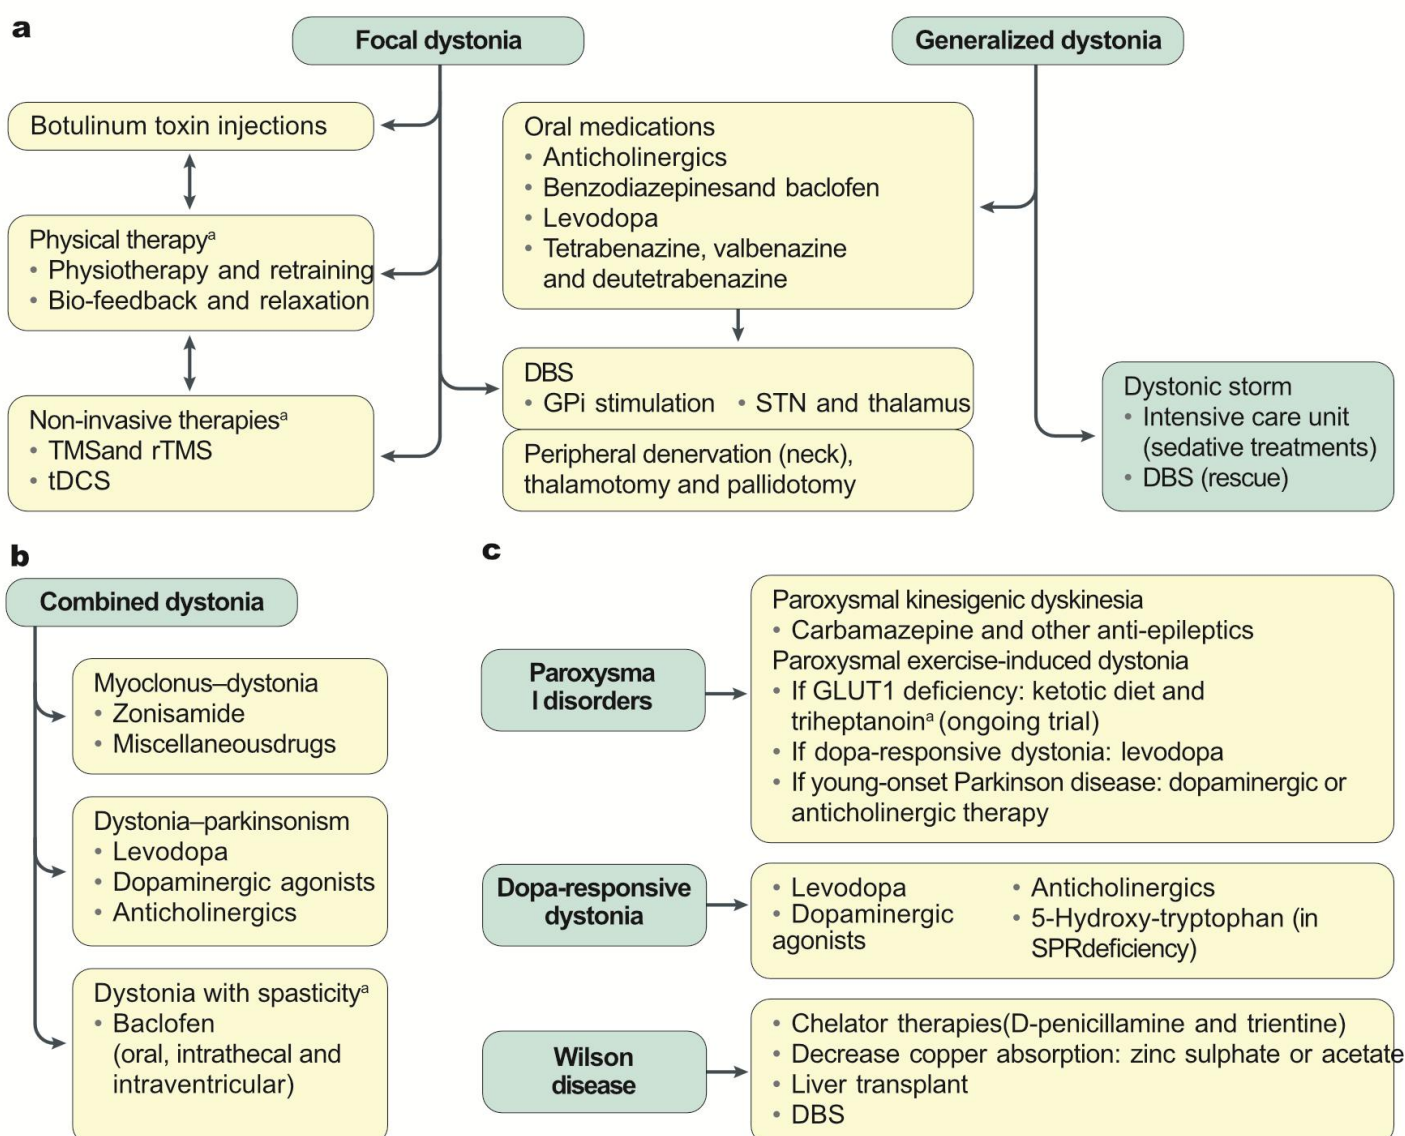 a
Focal dystonia
Generalized dystonia
Botulinum toxin injections
Physical therapyᵃ
• Physiotherapy and retraining
• Bio-feedback and relaxation
Non-invasive therapiesᵃ
• TMSand rTMS
• tDCS
Oral medications
• Anticholinergics
• Benzodiazepinesand baclofen
• Levodopa
• Tetrabenazine, valbenazine
and deutetrabenazine
DBS
• GPi stimulation • STN and thalamus
Peripheral denervation (neck),
thalamotomy and pallidotomy
Dystonic storm
• Intensive care unit
(sedative treatments)
• DBS (rescue)
b
Combined dystonia
Myoclonus–dystonia
• Zonisamide
• Miscellaneousdrugs
Dystonia–parkinsonism
• Levodopa
• Dopaminergic agonists
• Anticholinergics
Dystonia with spasticityᵃ
• Baclofen
(oral, intrathecal and
intraventricular)
c
Paroxysma
l disorders
Paroxysmal kinesigenic dyskinesia
• Carbamazepine and other anti-epileptics
Paroxysmal exercise-induced dystonia
• If GLUT1 deficiency: ketotic diet and
triheptanoinᵃ (ongoing trial)
• If dopa-responsive dystonia: levodopa
• If young-onset Parkinson disease: dopaminergic or
anticholinergic therapy
Dopa-responsive
dystonia
• Levodopa
• Dopaminergic
agonists
• Anticholinergics
• 5-Hydroxy-tryptophan (in
SPRdeficiency)
Wilson
disease
• Chelator therapies(D-penicillamine and trientine)
• Decrease copper absorption: zinc sulphate or acetate
• Liver transplant
• DBS